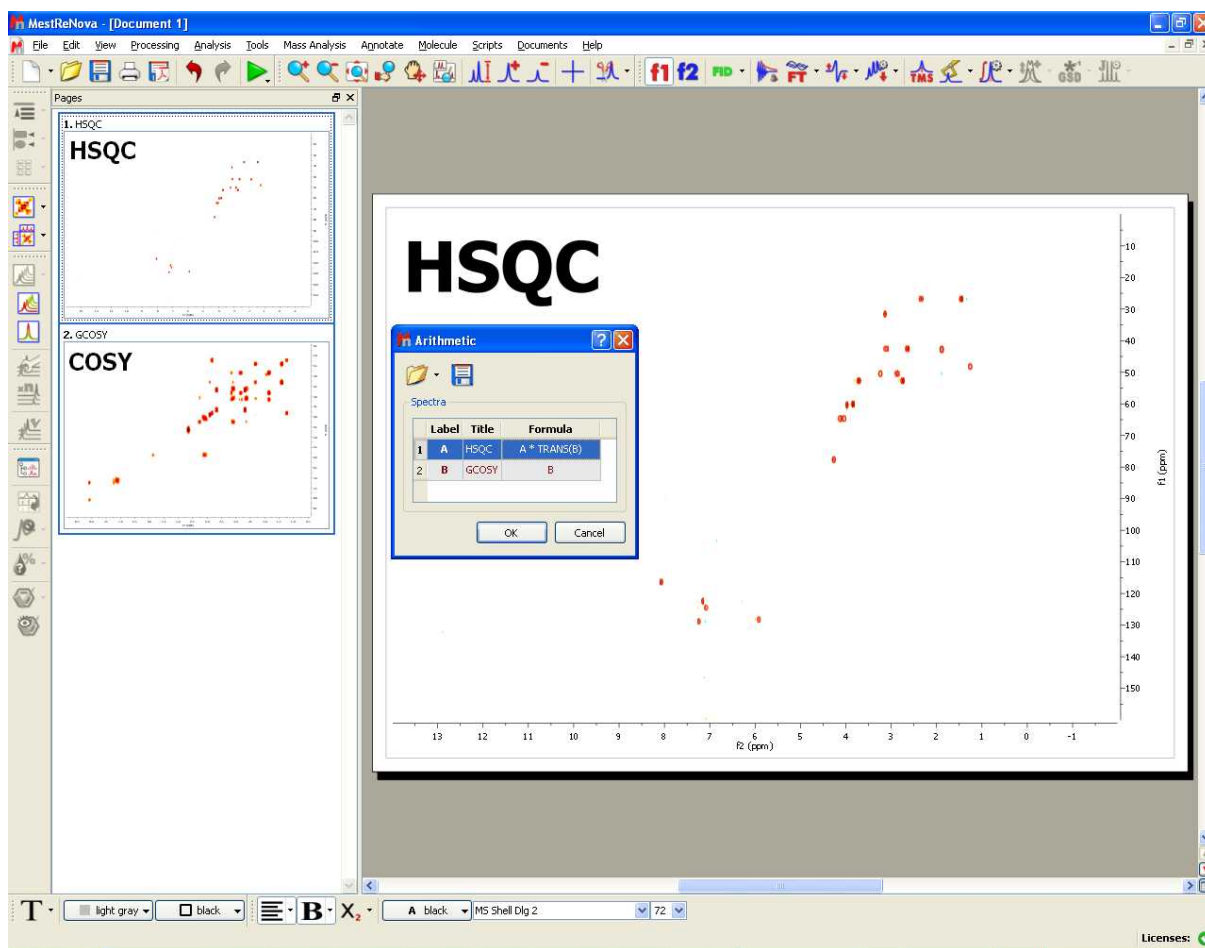 MestReNova - [Document 1]
File Edit View Processing Analysis Tools Mass Analysis Annotate Molecule Scripts Documents Help
f1 f2 FID FT TMS GSD
Pages
1. HSQC
HSQC
2. GCOSY
COSY
HSQC
Arithmetic
Spectra
Label Title Formula
1 A HSQC A * TRANS(B)
2 B GCOSY B
OK Cancel
10
20
30
40
50
60
70
80
90
100
110
120
130
140
150
f1 (ppm)
13 12 11 10 9 8 7 6 5 4 3 2 1 0 -1
f2 (ppm)
T light gray black B X2 A black MS Shell Dlg 2 72
Licenses: